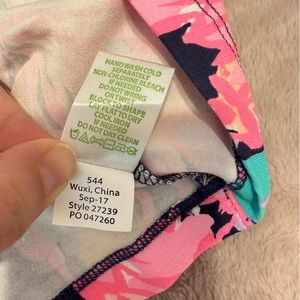 HAND WASH COLD
SEPARATELY
NON-CHLORINE BLEACH
IF NEEDED
DO NOT WRING
OR TWIST
BLOCK TO SHAPE
LAY FLAT TO DRY
COOL IRON
IF NEEDED
DO NOT DRY CLEAN
544
Wuxi, China
Sep-17
Style 27239
PO 047260